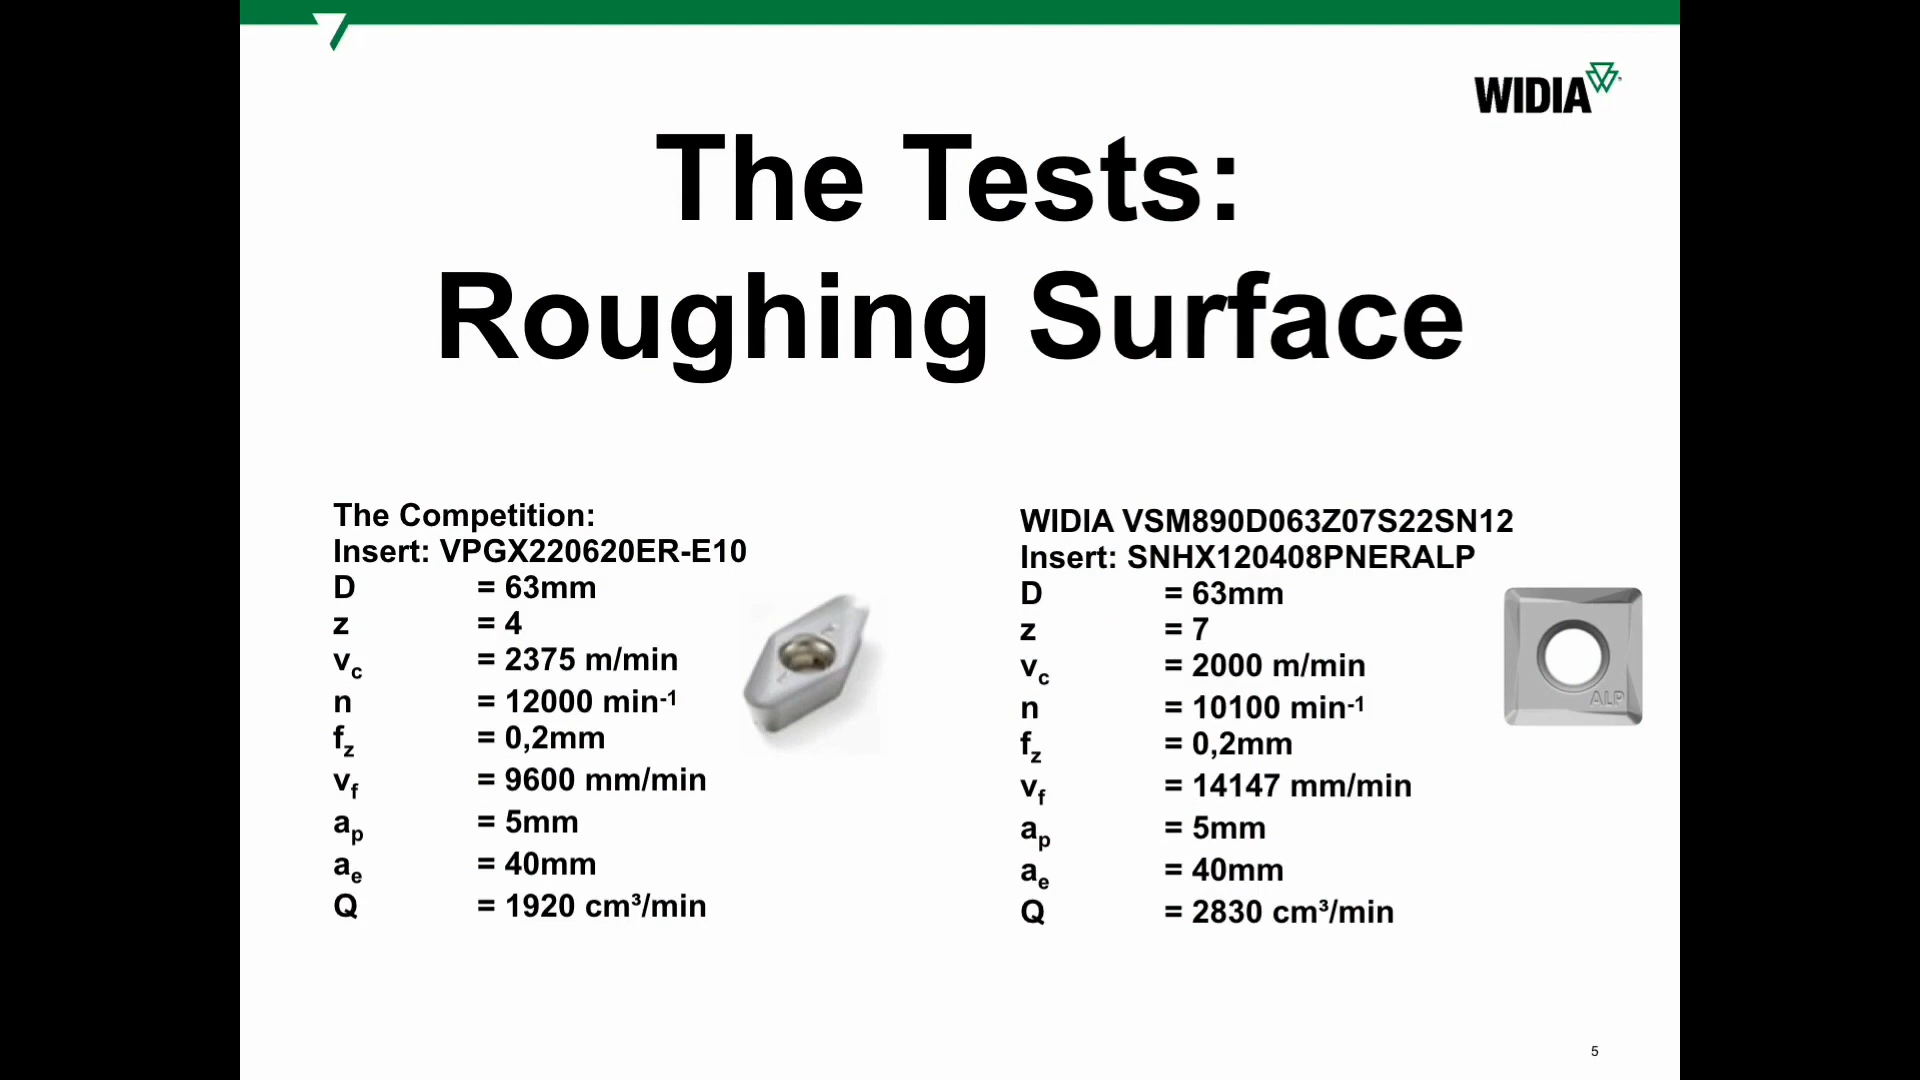 WIDIA
The Tests:
Roughing Surface
The Competition:
Insert: VPGX220620ER-E10
D = 63mm
z = 4
vc = 2375 m/min
n = 12000 min-1
fz = 0,2mm
vf = 9600 mm/min
ap = 5mm
ae = 40mm
Q = 1920 cm³/min
WIDIA VSM890D063Z07S22SN12
Insert: SNHX120408PNERALP
D = 63mm
z = 7
vc = 2000 m/min
n = 10100 min-1
fz = 0,2mm
vf = 14147 mm/min
ap = 5mm
ae = 40mm
Q = 2830 cm³/min
ALP
5